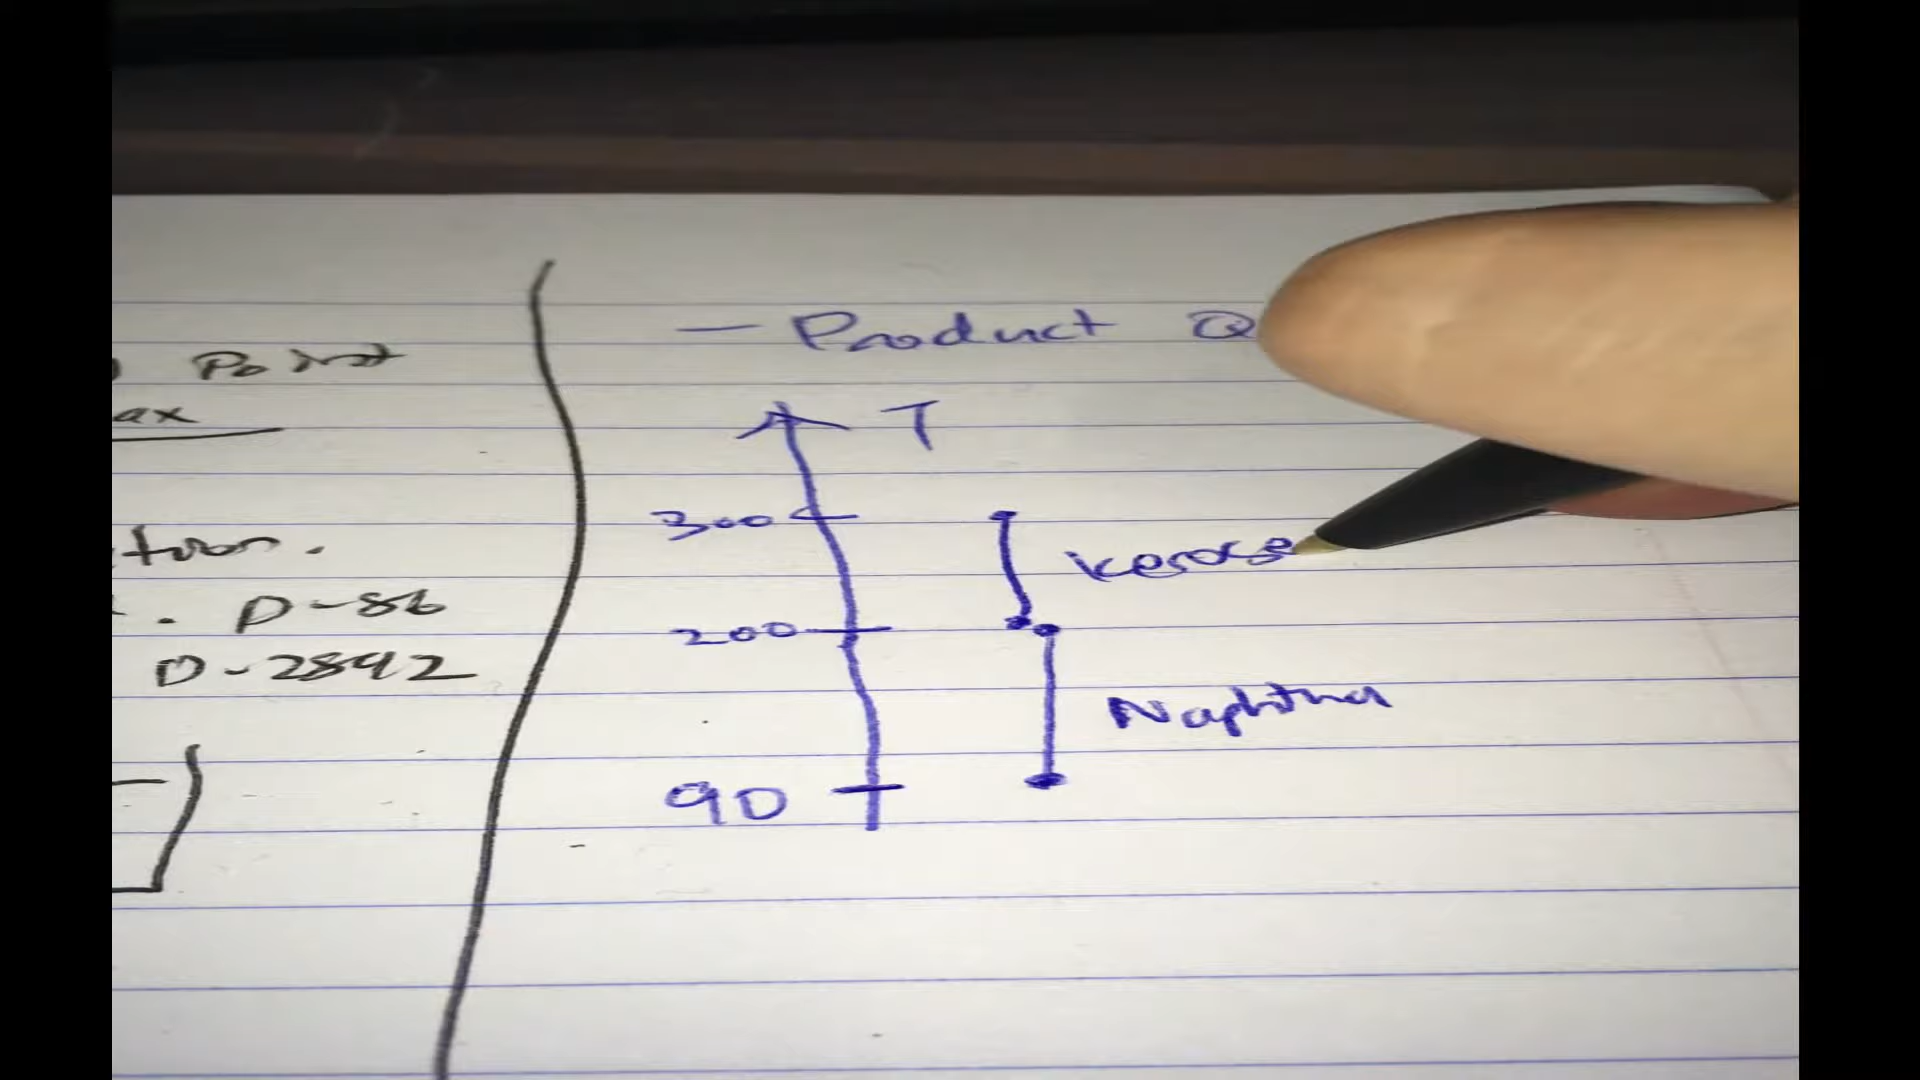 Point
ax
tion.
. D-86
D-2892
- Product Q
T
300
Kerose
200
Naphtha
90